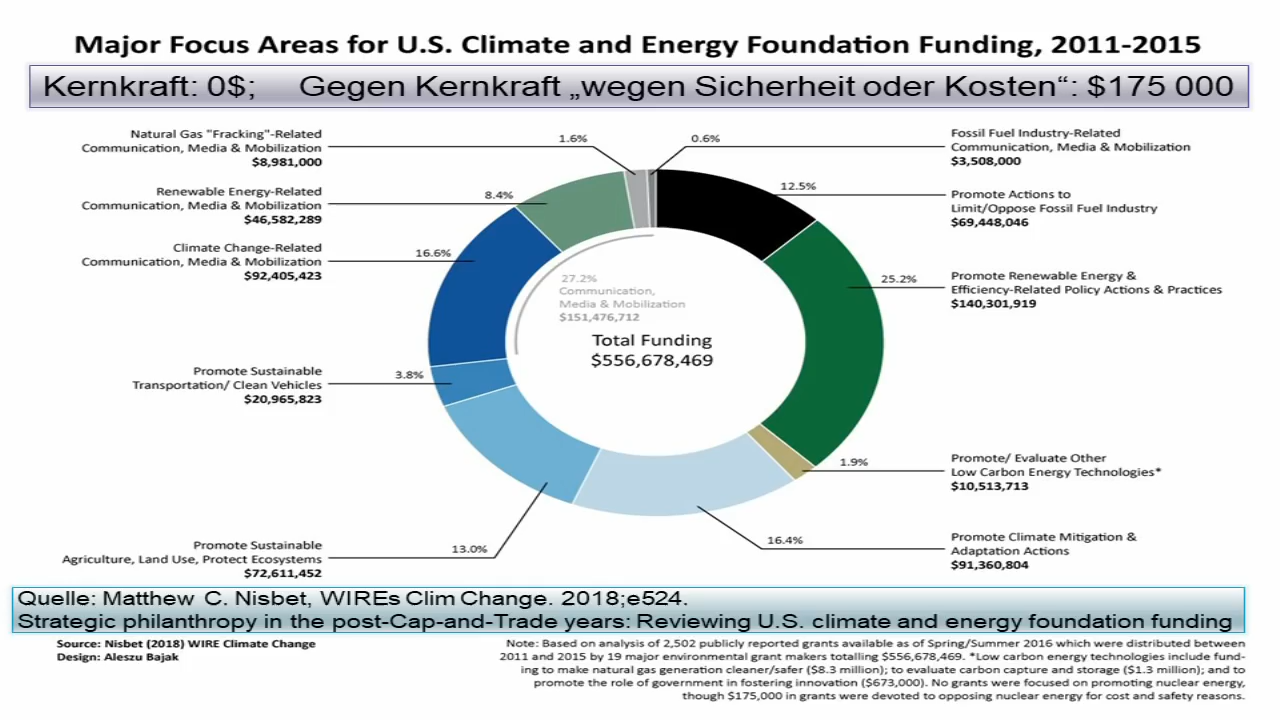 Major Focus Areas for U.S. Climate and Energy Foundation Funding, 2011-2015
Kernkraft: 0$; Gegen Kernkraft „wegen Sicherheit oder Kosten“: $175 000
Natural Gas "Fracking"-Related
Communication, Media & Mobilization
$8,981,000
1.6%
0.6%
Fossil Fuel Industry-Related
Communication, Media & Mobilization
$3,508,000
Renewable Energy-Related
Communication, Media & Mobilization
$46,582,289
8.4%
12.5%
Promote Actions to
Limit/Oppose Fossil Fuel Industry
$69,448,046
Climate Change-Related
Communication, Media & Mobilization
$92,405,423
16.6%
27.2%
Communication,
Media & Mobilization
$151,476,712
Total Funding
$556,678,469
25.2%
Promote Renewable Energy &
Efficiency-Related Policy Actions & Practices
$140,301,919
Promote Sustainable
Transportation/ Clean Vehicles
$20,965,823
3.8%
1.9%
Promote/ Evaluate Other
Low Carbon Energy Technologies*
$10,513,713
Promote Sustainable
Agriculture, Land Use, Protect Ecosystems
$72,611,452
13.0%
16.4%
Promote Climate Mitigation &
Adaptation Actions
$91,360,804
Quelle: Matthew C. Nisbet, WIREs Clim Change. 2018;e524.
Strategic philanthropy in the post-Cap-and-Trade years: Reviewing U.S. climate and energy foundation funding
Source: Nisbet (2018) WIRE Climate Change
Design: Aleszu Bajak
Note: Based on analysis of 2,502 publicly reported grants available as of Spring/Summer 2016 which were distributed between
2011 and 2015 by 19 major environmental grant makers totalling $556,678,469. *Low carbon energy technologies include fund-
ing to make natural gas generation cleaner/safer ($8.3 million); to evaluate carbon capture and storage ($1.3 million); and to
promote the role of government in fostering innovation ($673,000). No grants were focused on promoting nuclear energy,
though $175,000 in grants were devoted to opposing nuclear energy for cost and safety reasons.